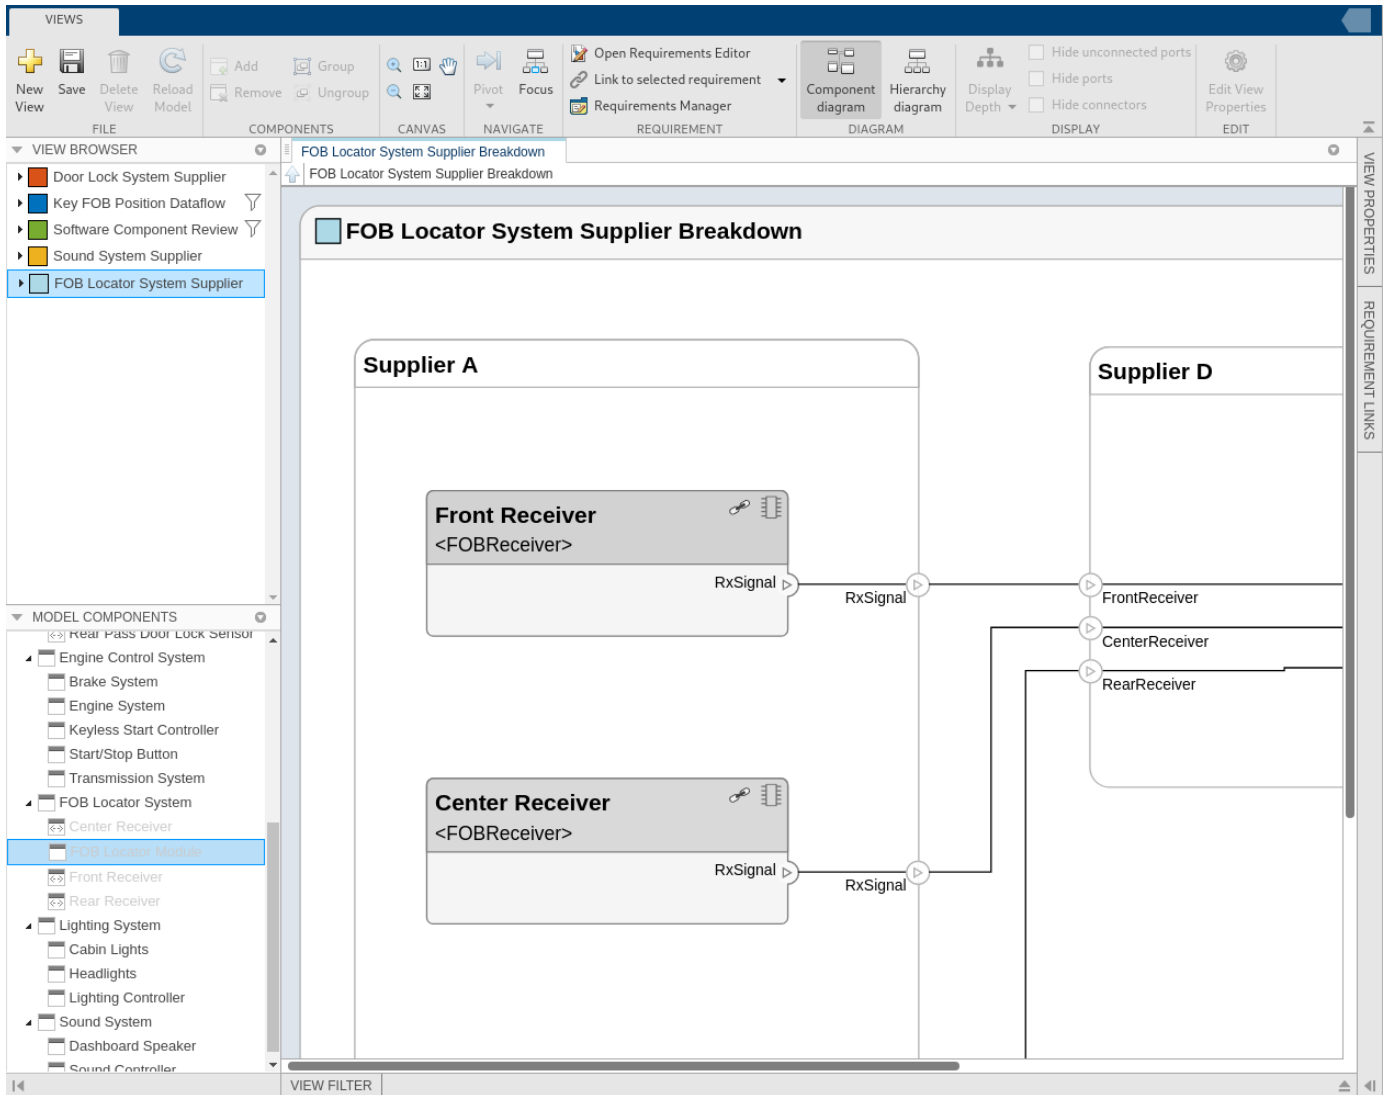 VIEWS
New View
Save
Delete View
Reload Model
FILE
Add
Remove
Group
Ungroup
COMPONENTS
1:1
CANVAS
Pivot
Focus
NAVIGATE
Open Requirements Editor
Link to selected requirement
Requirements Manager
REQUIREMENT
Component diagram
Hierarchy diagram
DIAGRAM
Display Depth
Hide unconnected ports
Hide ports
Hide connectors
DISPLAY
Edit View Properties
EDIT
VIEW BROWSER
Door Lock System Supplier
Key FOB Position Dataflow
Software Component Review
Sound System Supplier
FOB Locator System Supplier
MODEL COMPONENTS
Rear Pass Door Lock Sensor
Engine Control System
Brake System
Engine System
Keyless Start Controller
Start/Stop Button
Transmission System
FOB Locator System
Center Receiver
FOB Locator Module
Front Receiver
Rear Receiver
Lighting System
Cabin Lights
Headlights
Lighting Controller
Sound System
Dashboard Speaker
Sound Controller
FOB Locator System Supplier Breakdown
FOB Locator System Supplier Breakdown
FOB Locator System Supplier Breakdown
Supplier A
Front Receiver
<FOBReceiver>
RxSignal
RxSignal
Center Receiver
<FOBReceiver>
RxSignal
RxSignal
Supplier D
FrontReceiver
CenterReceiver
RearReceiver
VIEW FILTER
VIEW PROPERTIES
REQUIREMENT LINKS